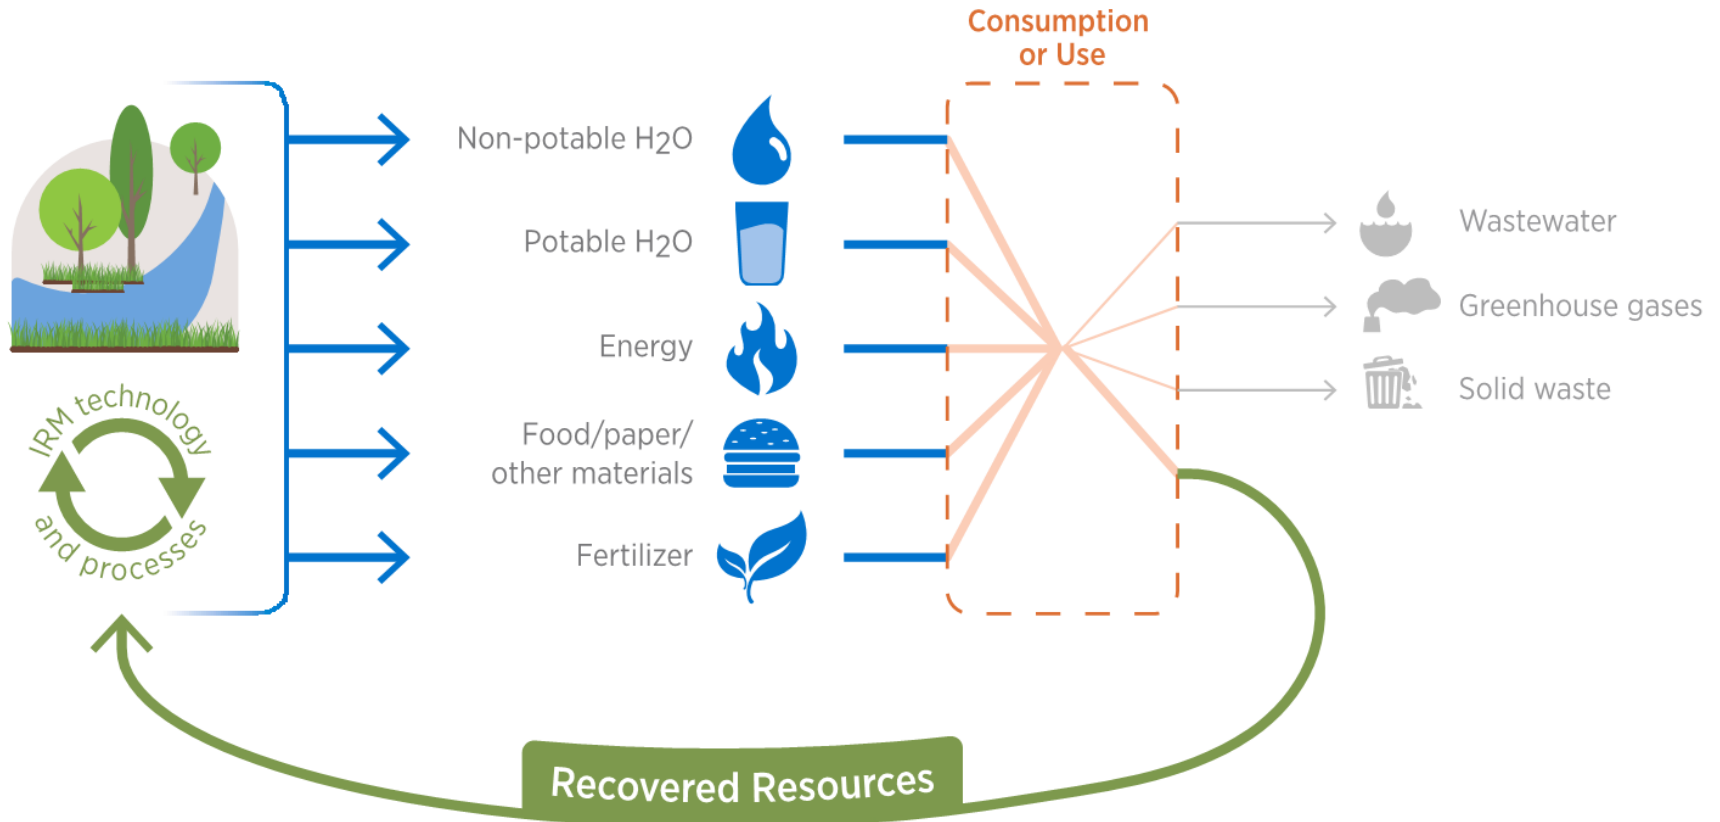 Consumption
or Use
Non-potable H2O
Potable H2O
Energy
Food/paper/
other materials
Fertilizer
Wastewater
Greenhouse gases
Solid waste
IRM technology
and processes
Recovered Resources